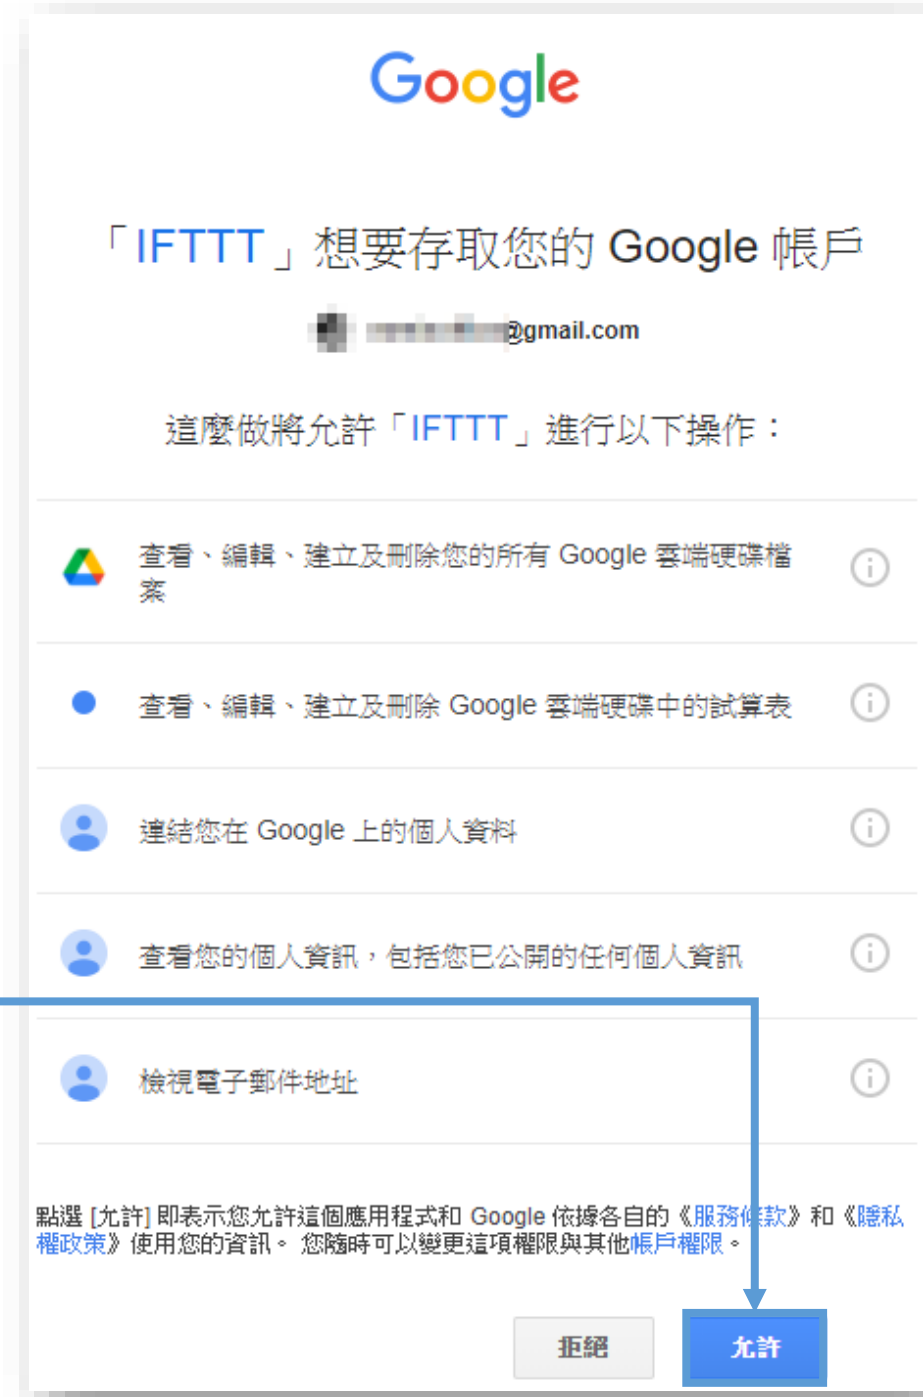 Google
「IFTTT」想要存取您的 Google 帳戶
@gmail.com
這麼做將允許「IFTTT」進行以下操作：
查看、編輯、建立及刪除您的所有 Google 雲端硬碟檔
案
查看、編輯、建立及刪除 Google 雲端硬碟中的試算表
連結您在 Google 上的個人資料
查看您的個人資訊，包括您已公開的任何個人資訊
檢視電子郵件地址
點選 [允許] 即表示您允許這個應用程式和 Google 依據各自的《服務條款》和《隱私
權政策》使用您的資訊。 您隨時可以變更這項權限與其他帳戶權限。
拒絕
允許